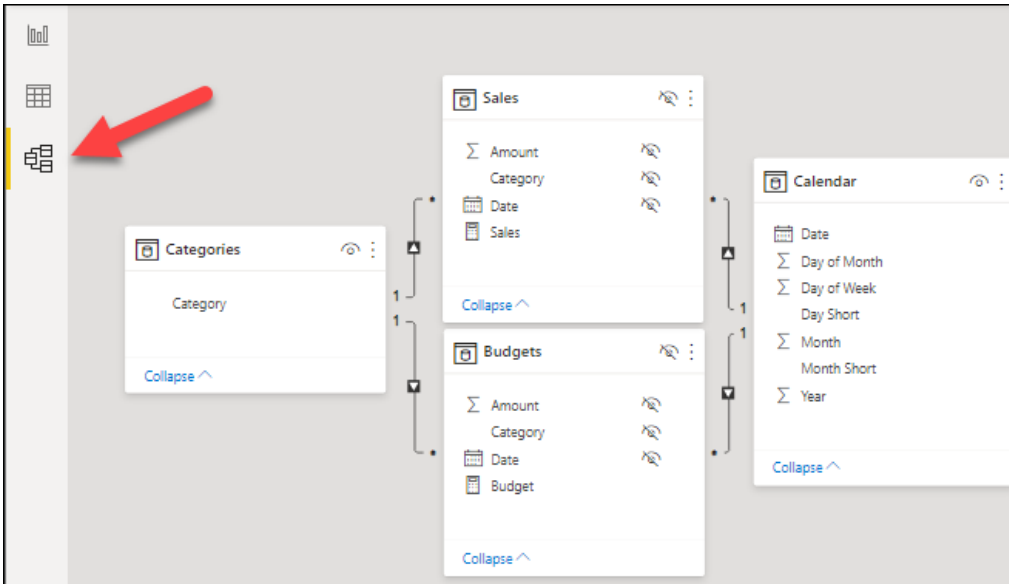 Categories
Category
Collapse
1
1
*
*
Sales
Σ Amount
Category
Date
Sales
Collapse
Budgets
Σ Amount
Category
Date
Budget
Collapse
*
1
1
*
Calendar
Date
Σ Day of Month
Σ Day of Week
Day Short
Σ Month
Month Short
Σ Year
Collapse